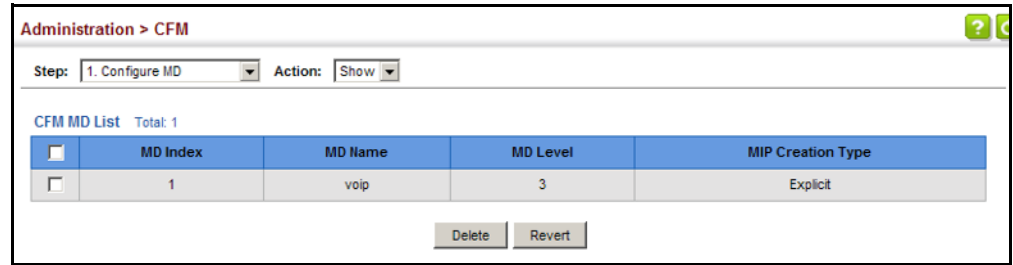 Administration > CFM
?
Step: 1. Configure MD Action: Show
CFM MD List Total: 1
MD Index MD Name MD Level MIP Creation Type
1 voip 3 Explicit
Delete Revert